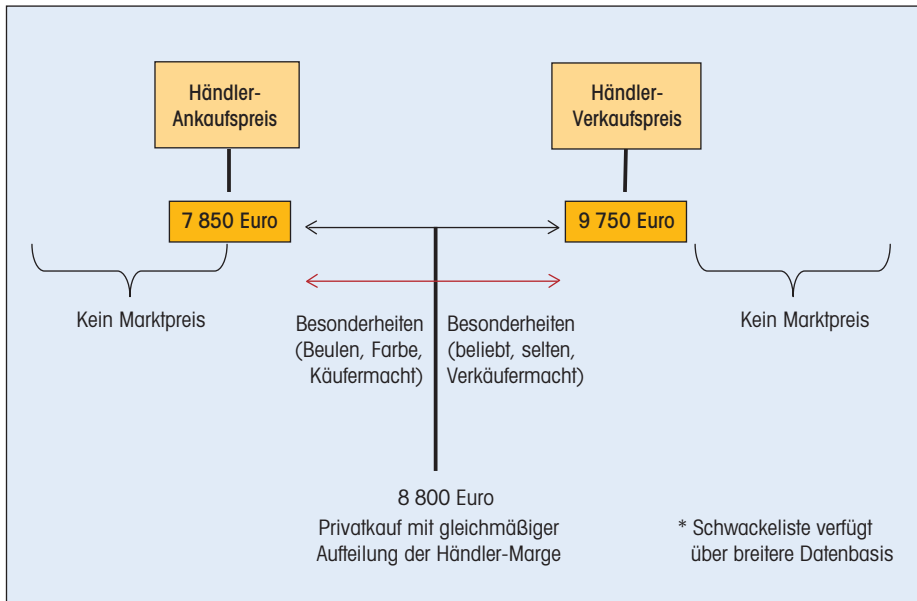 Händler-
Ankaufspreis
Händler-
Verkaufspreis
7 850 Euro
9 750 Euro
Kein Marktpreis
Besonderheiten
(Beulen, Farbe,
Käufermacht)
Besonderheiten
(beliebt, selten,
Verkäufermacht)
Kein Marktpreis
8 800 Euro
Privatkauf mit gleichmäßiger
Aufteilung der Händler-Marge
* Schwackeliste verfügt
über breitere Datenbasis